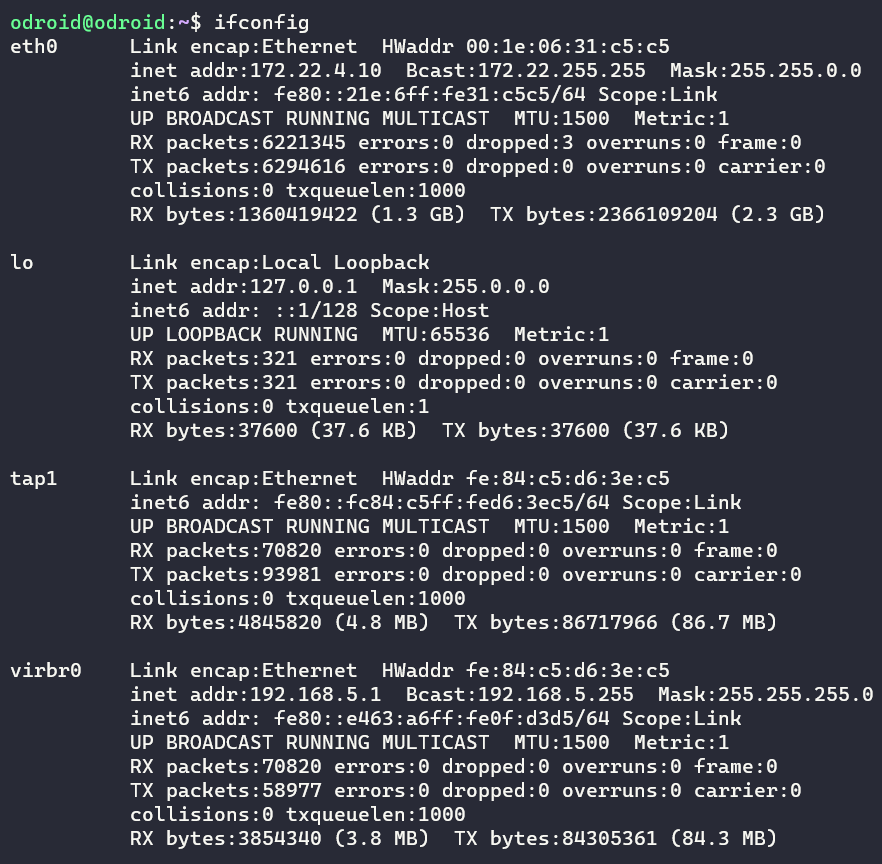 odroid@odroid:~$ ifconfig
eth0      Link encap:Ethernet  HWaddr 00:1e:06:31:c5:c5
          inet addr:172.22.4.10  Bcast:172.22.255.255  Mask:255.255.0.0
          inet6 addr: fe80::21e:6ff:fe31:c5c5/64 Scope:Link
          UP BROADCAST RUNNING MULTICAST  MTU:1500  Metric:1
          RX packets:6221345 errors:0 dropped:3 overruns:0 frame:0
          TX packets:6294616 errors:0 dropped:0 overruns:0 carrier:0
          collisions:0 txqueuelen:1000
          RX bytes:1360419422 (1.3 GB)  TX bytes:2366109204 (2.3 GB)

lo        Link encap:Local Loopback
          inet addr:127.0.0.1  Mask:255.0.0.0
          inet6 addr: ::1/128 Scope:Host
          UP LOOPBACK RUNNING  MTU:65536  Metric:1
          RX packets:321 errors:0 dropped:0 overruns:0 frame:0
          TX packets:321 errors:0 dropped:0 overruns:0 carrier:0
          collisions:0 txqueuelen:1
          RX bytes:37600 (37.6 KB)  TX bytes:37600 (37.6 KB)

tap1      Link encap:Ethernet  HWaddr fe:84:c5:d6:3e:c5
          inet6 addr: fe80::fc84:c5ff:fed6:3ec5/64 Scope:Link
          UP BROADCAST RUNNING MULTICAST  MTU:1500  Metric:1
          RX packets:70820 errors:0 dropped:0 overruns:0 frame:0
          TX packets:93981 errors:0 dropped:0 overruns:0 carrier:0
          collisions:0 txqueuelen:1000
          RX bytes:4845820 (4.8 MB)  TX bytes:86717966 (86.7 MB)

virbr0    Link encap:Ethernet  HWaddr fe:84:c5:d6:3e:c5
          inet addr:192.168.5.1  Bcast:192.168.5.255  Mask:255.255.255.0
          inet6 addr: fe80::e463:a6ff:fe0f:d3d5/64 Scope:Link
          UP BROADCAST RUNNING MULTICAST  MTU:1500  Metric:1
          RX packets:70820 errors:0 dropped:0 overruns:0 frame:0
          TX packets:58977 errors:0 dropped:0 overruns:0 carrier:0
          collisions:0 txqueuelen:1000
          RX bytes:3854340 (3.8 MB)  TX bytes:84305361 (84.3 MB)